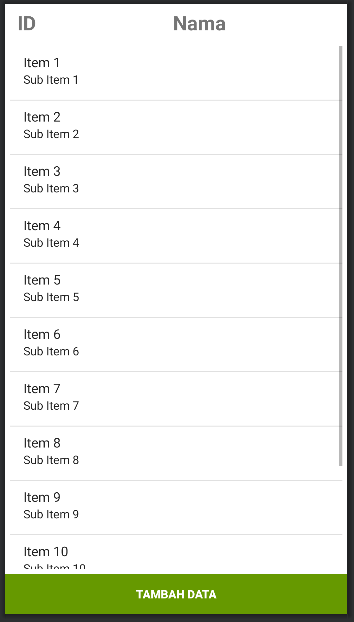 ID Nama
Item 1
Sub Item 1
Item 2
Sub Item 2
Item 3
Sub Item 3
Item 4
Sub Item 4
Item 5
Sub Item 5
Item 6
Sub Item 6
Item 7
Sub Item 7
Item 8
Sub Item 8
Item 9
Sub Item 9
Item 10
Sub Item 10
TAMBAH DATA